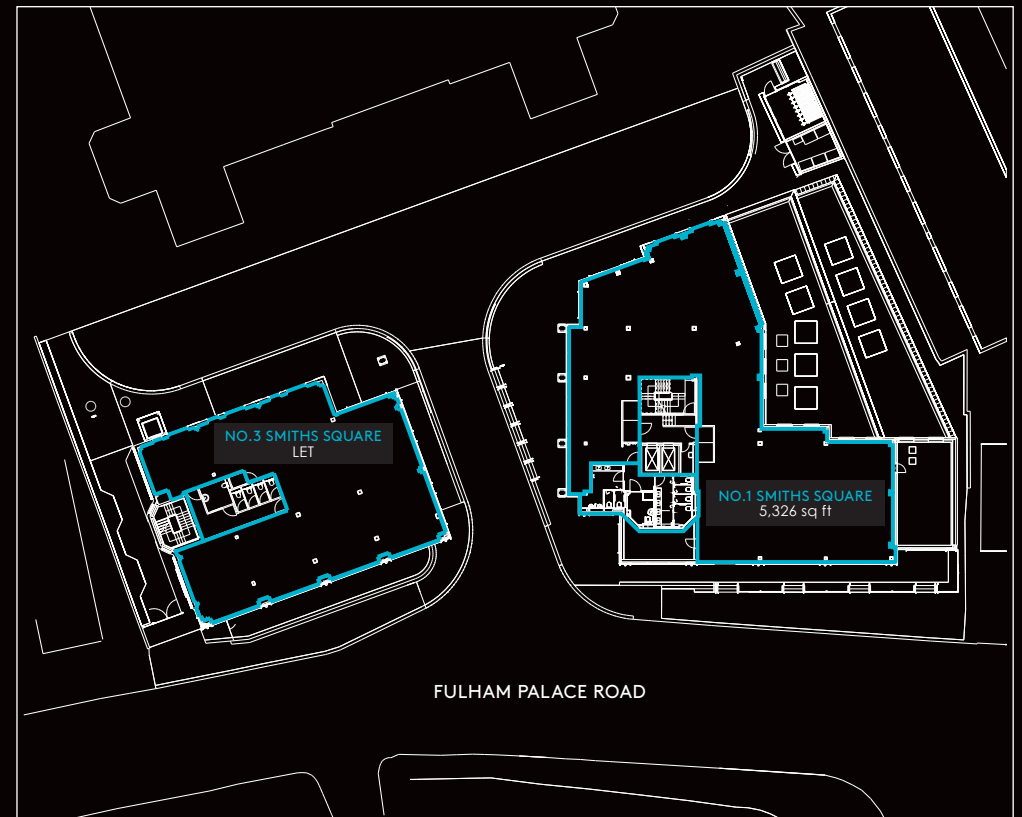 NO.3 SMITHS SQUARE
LET
NO.1 SMITHS SQUARE
5,326 sq ft
FULHAM PALACE ROAD